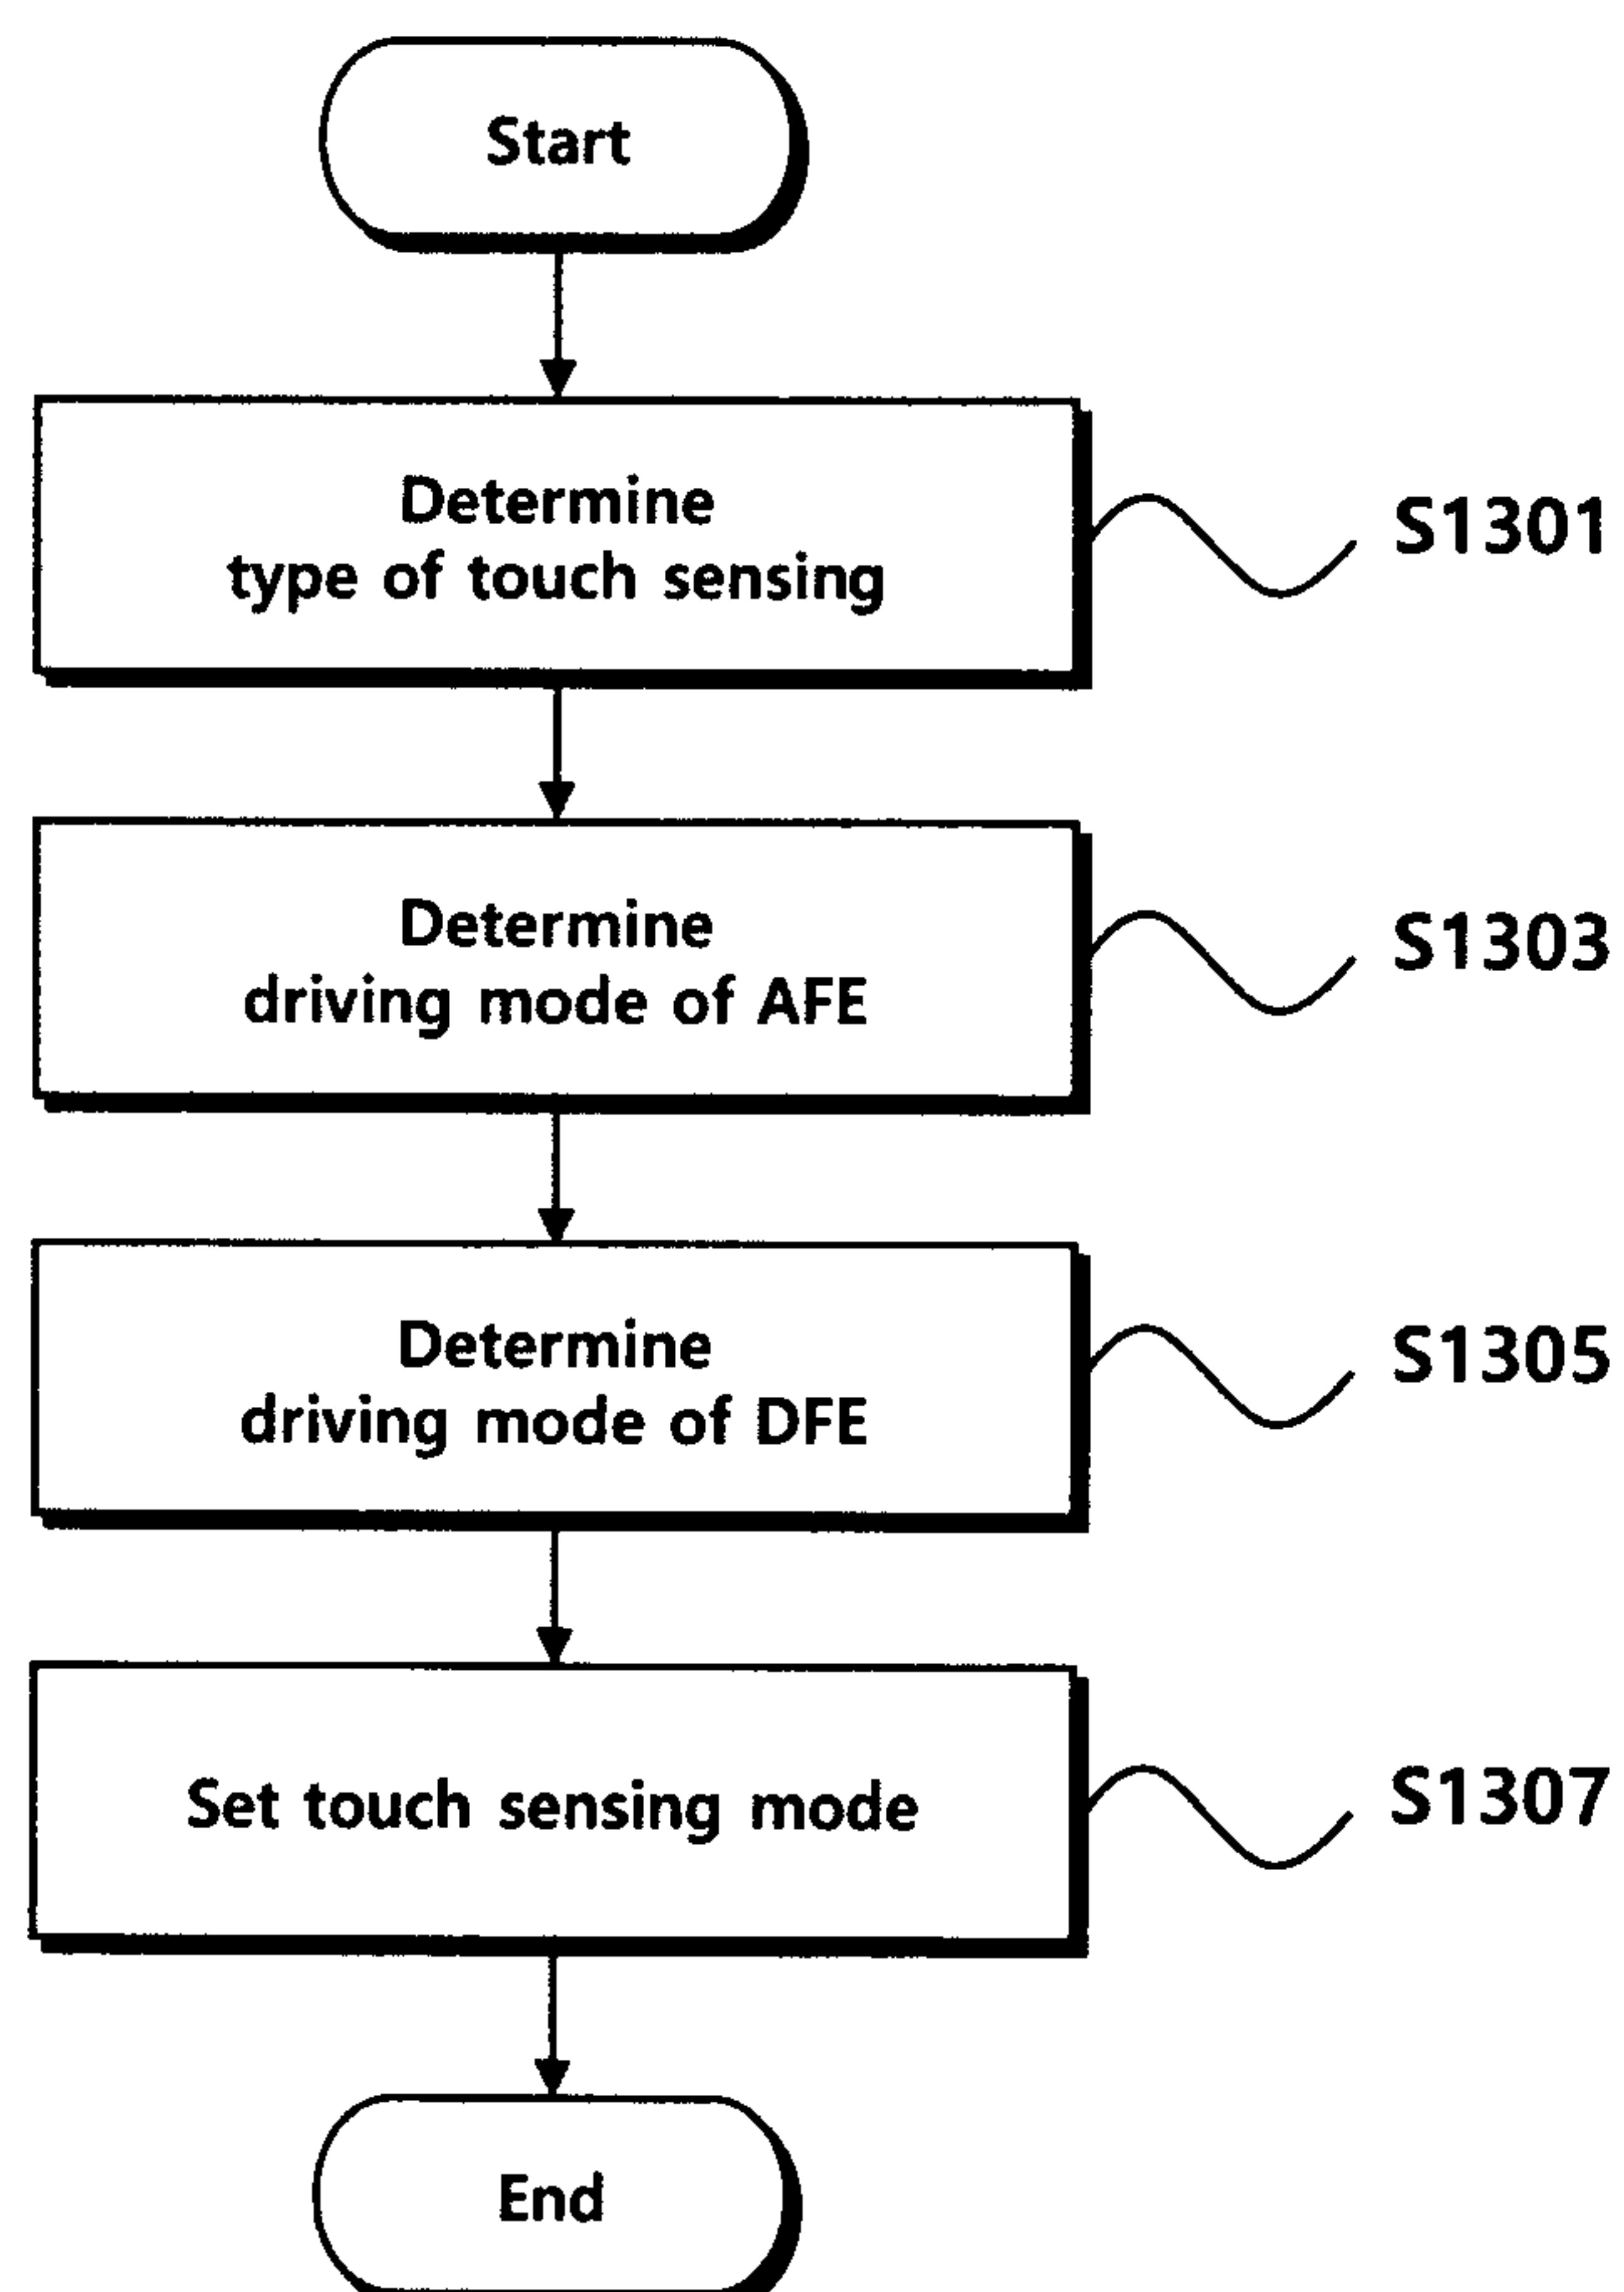 Start
Determine
type of touch sensing
S1301
Determine
driving mode of AFE
S1303
Determine
driving mode of DFE
S1305
Set touch sensing mode
S1307
End